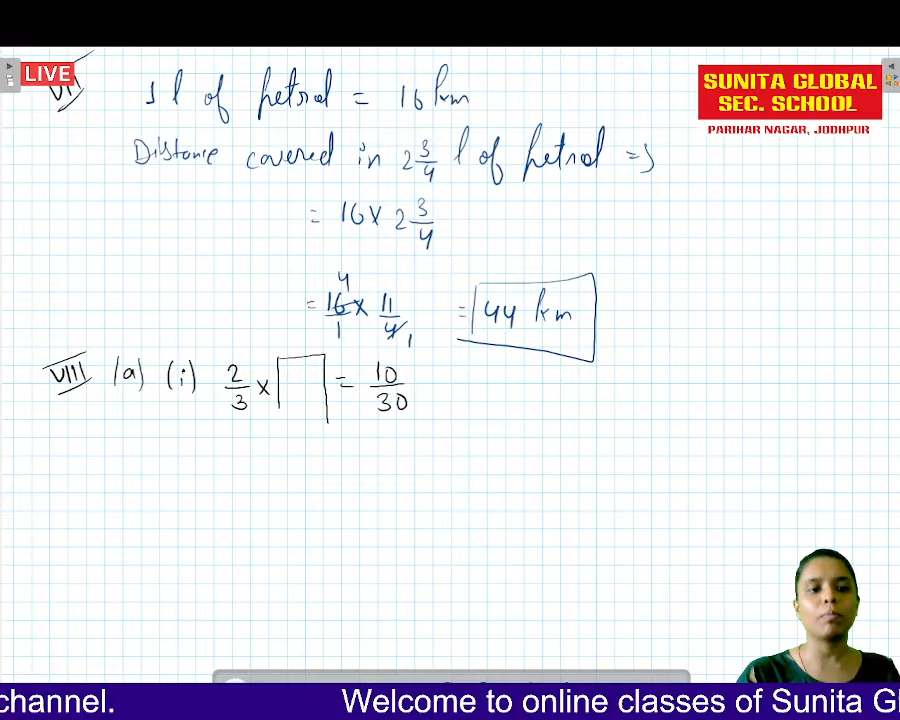 LIVE
VII
1 l of petrol = 16 km
SUNITA GLOBAL
SEC. SCHOOL
PARIHAR NAGAR, JODHPUR
Distance covered in 2 3/4 l of petrol =>
= 16 × 2 3/4
4
= 16/1 × 11/4 1 = 44 km
VIII (a) (i) 2/3 × □ = 10/30
channel. Welcome to online classes of Sunita Gl